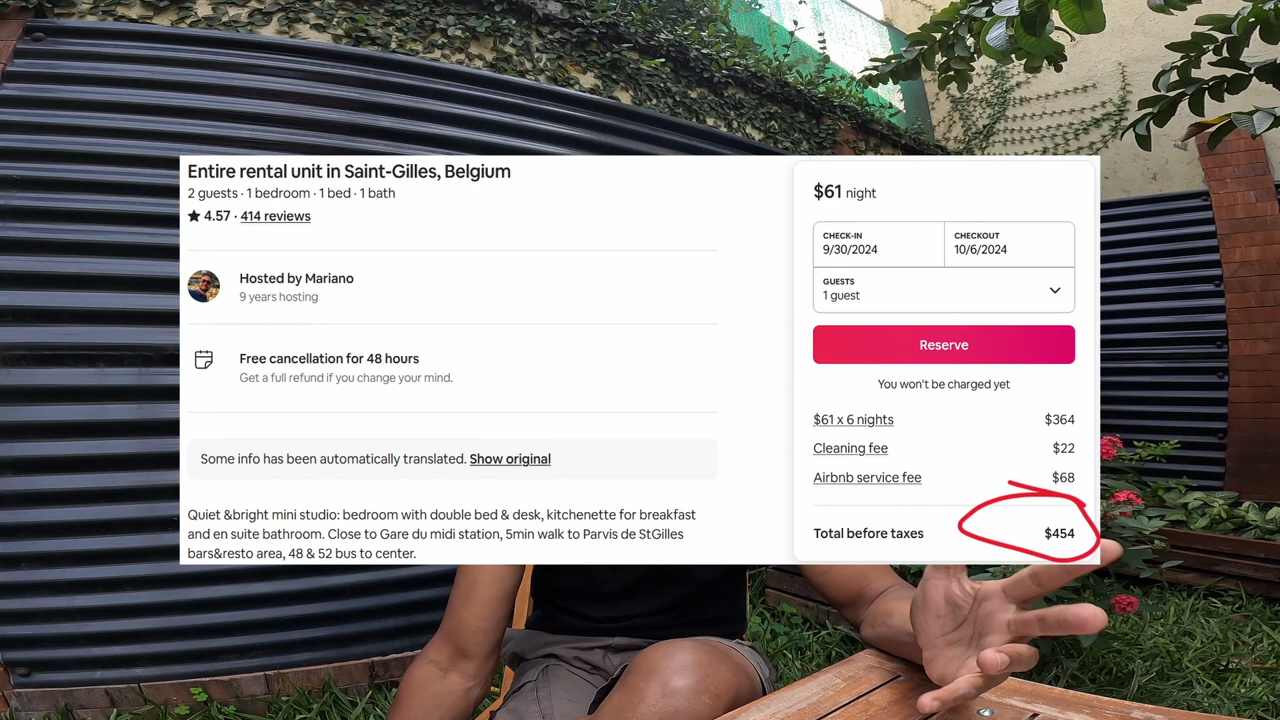 Entire rental unit in Saint-Gilles, Belgium
2 guests · 1 bedroom · 1 bed · 1 bath
4.57 · 414 reviews
Hosted by Mariano
9 years hosting
Free cancellation for 48 hours
Get a full refund if you change your mind.
Some info has been automatically translated. Show original
Quiet &bright mini studio: bedroom with double bed & desk, kitchenette for breakfast
and en suite bathroom. Close to Gare du midi station, 5min walk to Parvis de StGilles
bars&resto area, 48 & 52 bus to center.
$61 night
CHECK-IN
9/30/2024
CHECKOUT
10/6/2024
GUESTS
1 guest
Reserve
You won't be charged yet
$61 x 6 nights $364
Cleaning fee $22
Airbnb service fee $68
Total before taxes $454